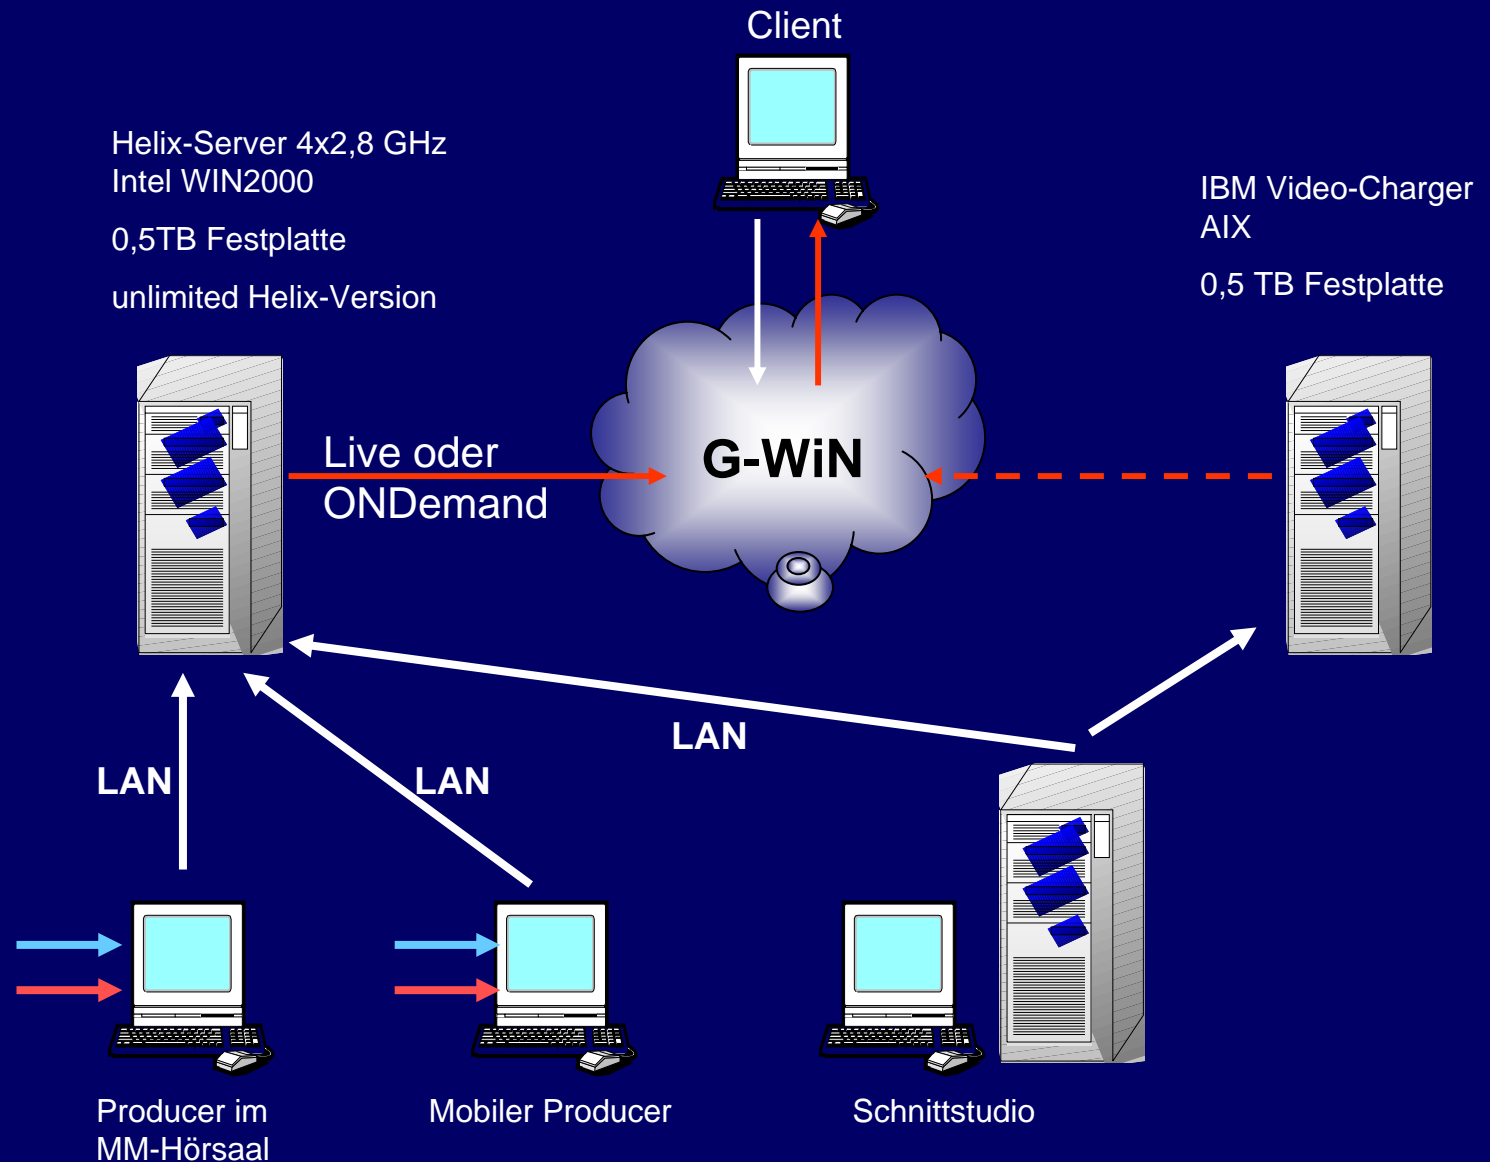 Client
Helix-Server 4x2,8 GHz
Intel WIN2000
0,5TB Festplatte
unlimited Helix-Version
IBM Video-Charger
AIX
0,5 TB Festplatte
Live oder
ONDemand
G-WiN
LAN
LAN
LAN
Producer im
MM-Hörsaal
Mobiler Producer
Schnittstudio